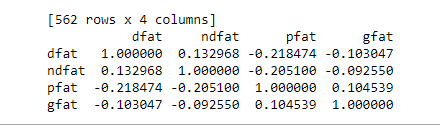 [562 rows x 4 columns]
dfat ndfat pfat gfat
dfat 1.000000 0.132968 -0.218474 -0.103047
ndfat 0.132968 1.000000 -0.205100 -0.092550
pfat -0.218474 -0.205100 1.000000 0.104539
gfat -0.103047 -0.092550 0.104539 1.000000